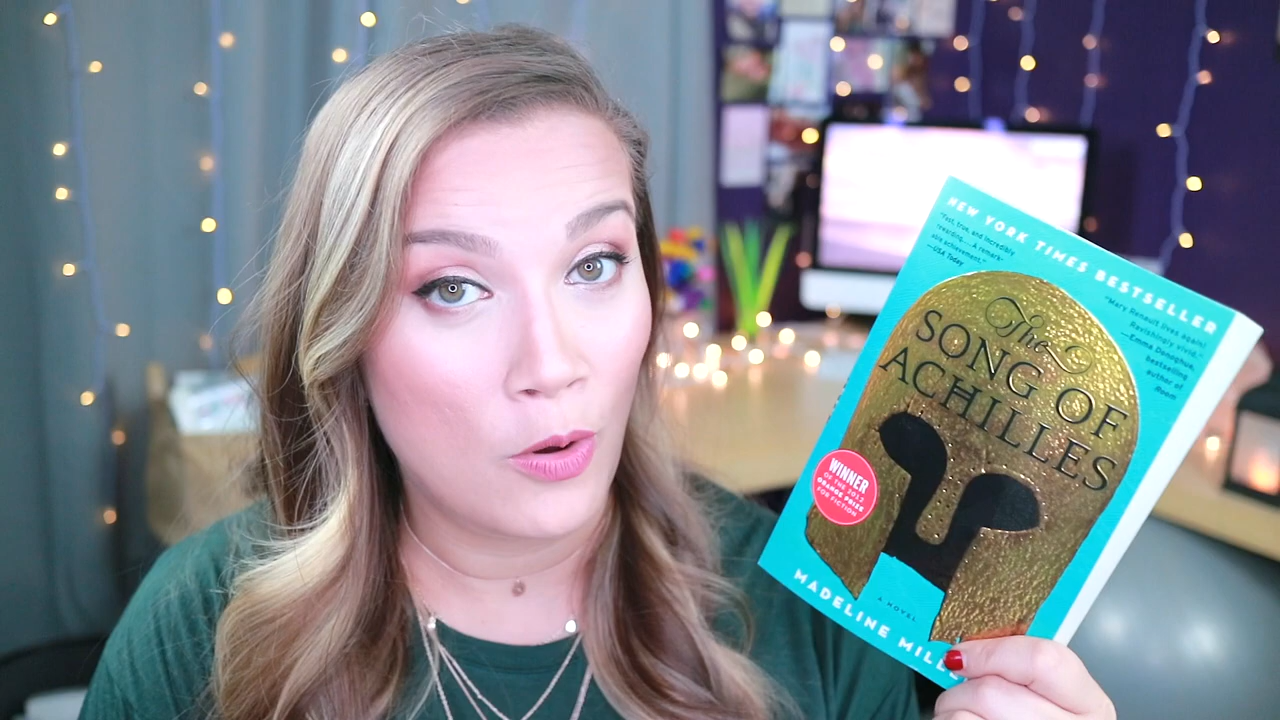 NEW YORK TIMES BESTSELLER
"Fast, true, and incredibly
rewarding....A remark-
able achievement."
—USA Today
"Mary Renault lives again!
Ravishingly vivid."
—Emma Donoghue,
bestselling
author of
Room
The
SONG OF
ACHILLES
WINNER
OF THE 2012
ORANGE PRIZE
FOR FICTION
A NOVEL
MADELINE MILL